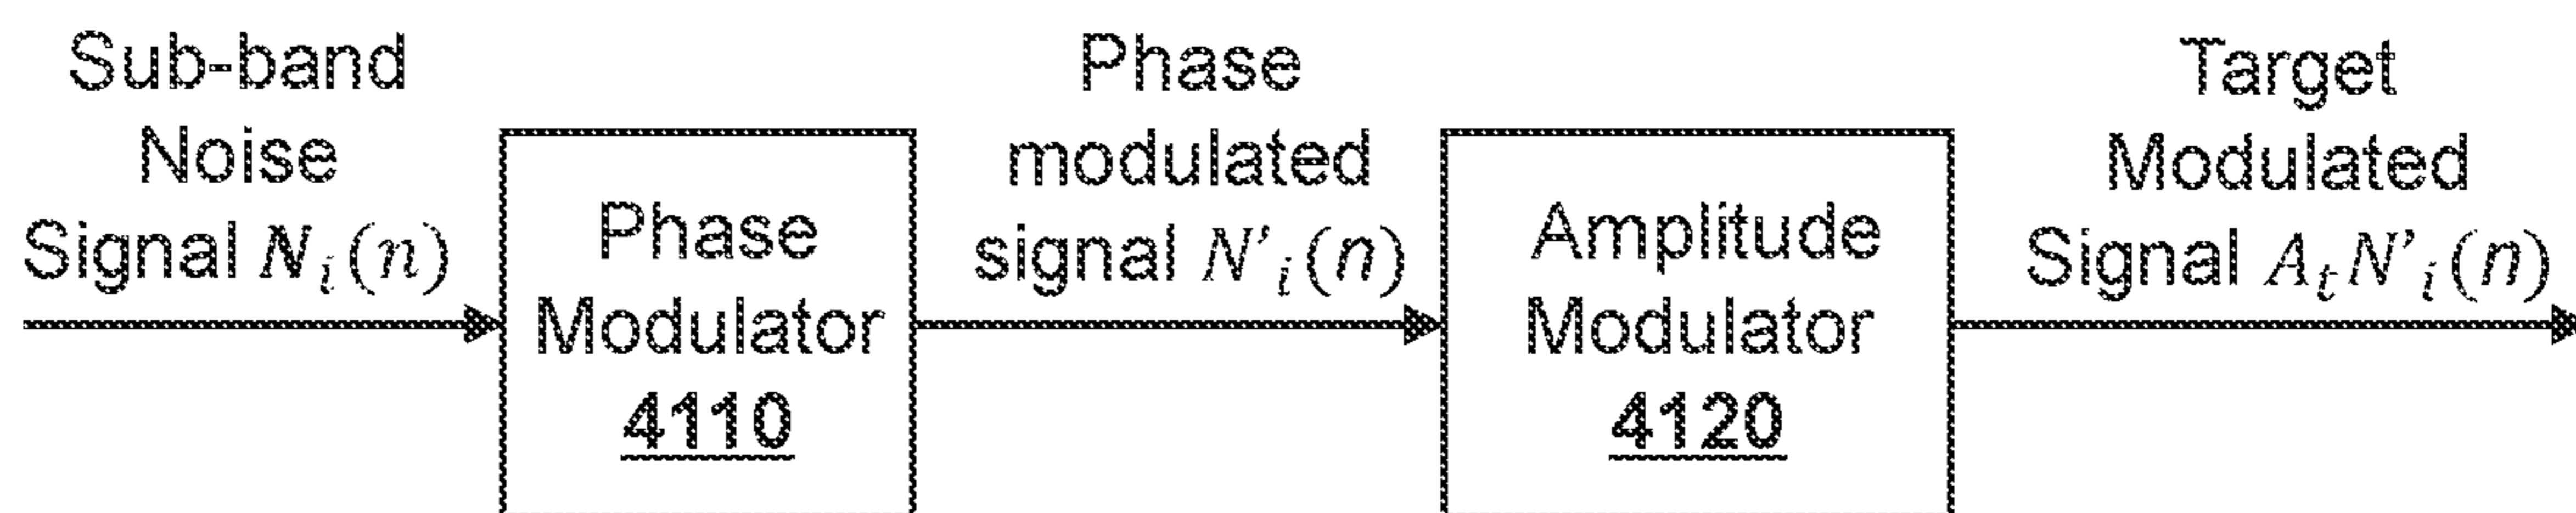 Sub-band
Noise
Signal N_i(n)
Phase
Modulator
4110
Phase
modulated
signal N'_i(n)
Amplitude
Modulator
4120
Target
Modulated
Signal A_t N'_i(n)